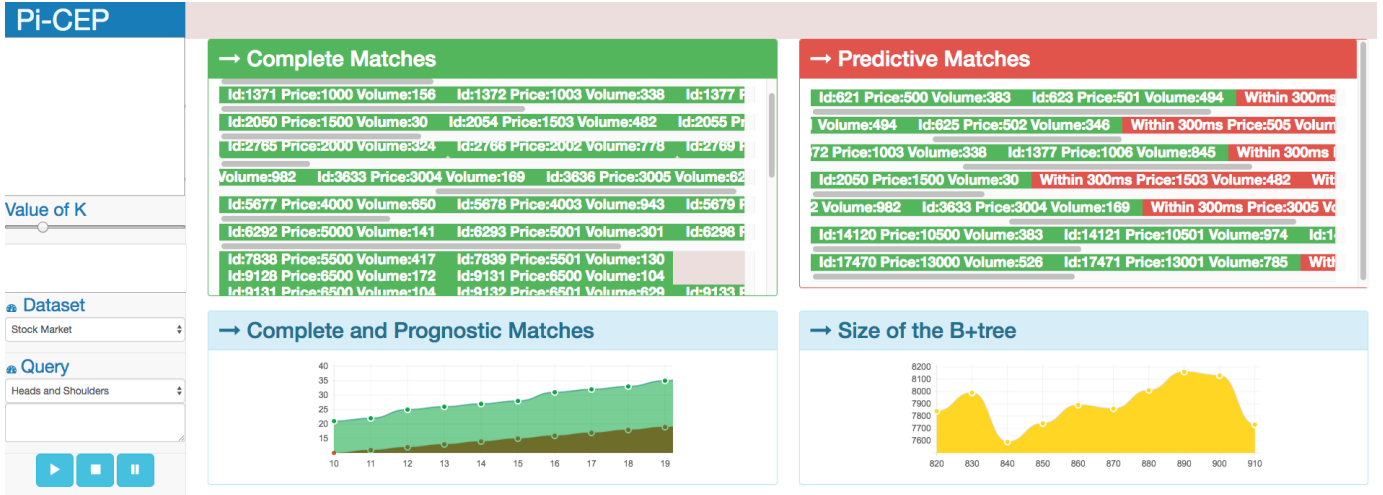 Pi-CEP
Value of K
Dataset
Stock Market
Query
Heads and Shoulders
→ Complete Matches
Id:1371 Price:1000 Volume:156 Id:1372 Price:1003 Volume:338 Id:1377
Id:2050 Price:1500 Volume:30 Id:2054 Price:1503 Volume:482 Id:2055
Id:2765 Price:2000 Volume:324 Id:2766 Price:2002 Volume:778 Id:2769
Volume:982 Id:3633 Price:3004 Volume:169 Id:3636 Price:3005 Volume:62
Id:5677 Price:4000 Volume:650 Id:5678 Price:4003 Volume:943 Id:5679
Id:6292 Price:5000 Volume:141 Id:6293 Price:5001 Volume:301 Id:6298
Id:7838 Price:5500 Volume:417 Id:7839 Price:5501 Volume:130
Id:9128 Price:6500 Volume:172 Id:9131 Price:6500 Volume:104
Id:9131 Price:6500 Volume:104 Id:9132 Price:6501 Volume:629 Id:9133
→ Predictive Matches
Id:621 Price:500 Volume:383 Id:623 Price:501 Volume:494 Within 300ms
Volume:494 Id:625 Price:502 Volume:346 Within 300ms Price:505 Volum
72 Price:1003 Volume:338 Id:1377 Price:1006 Volume:845 Within 300ms
Id:2050 Price:1500 Volume:30 Within 300ms Price:1503 Volume:482 Wit
2 Volume:982 Id:3633 Price:3004 Volume:169 Within 300ms Price:3005 Vo
Id:14120 Price:10500 Volume:383 Id:14121 Price:10501 Volume:974 Id:1
Id:17470 Price:13000 Volume:526 Id:17471 Price:13001 Volume:785 With
→ Complete and Prognostic Matches
40
35
30
25
20
15
10 11 12 13 14 15 16 17 18 19
→ Size of the B+tree
8200
8100
8000
7900
7800
7700
7600
820 830 840 850 860 870 880 890 900 910